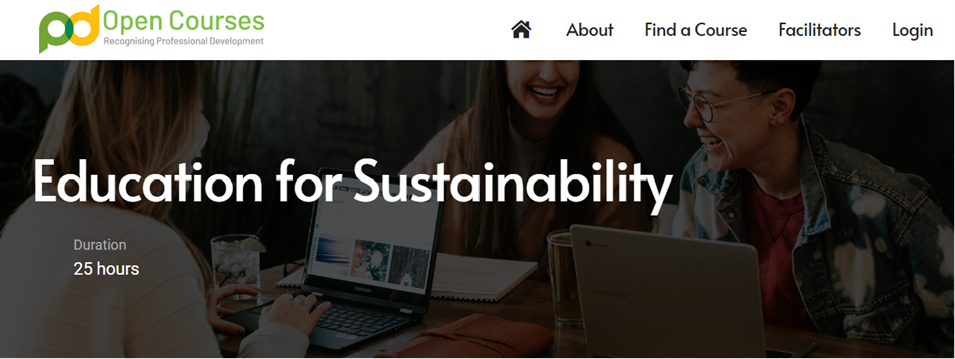 pd Open Courses
Recognising Professional Development
About
Find a Course
Facilitators
Login
Education for Sustainability
Duration
25 hours